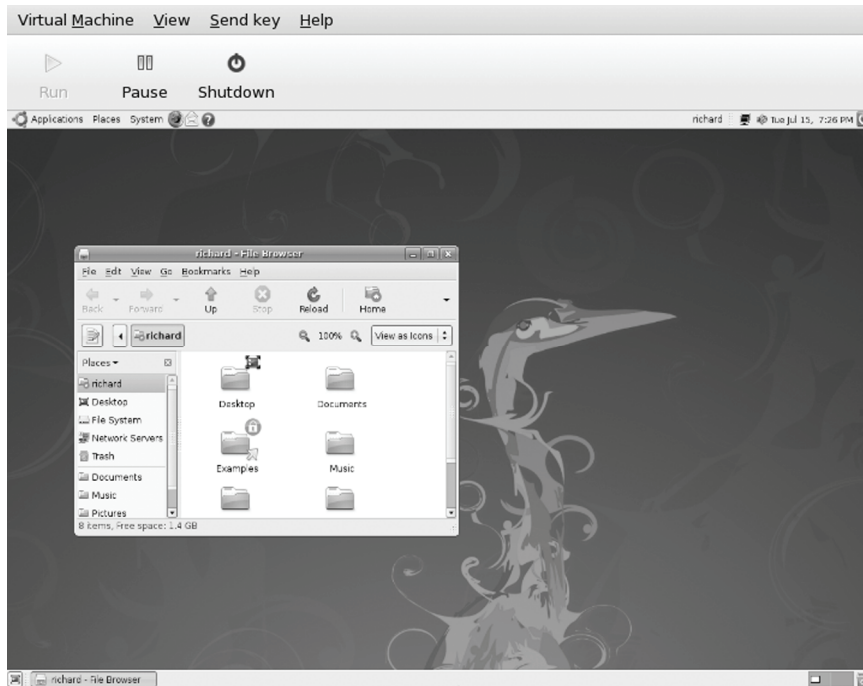 Virtual Machine View Send key Help
Run Pause Shutdown
Applications Places System richard Tue Jul 15, 7:26 PM
richard - File Browser
File Edit View Go Bookmarks Help
Back Forward Up Stop Reload Home
richard 100% View as Icons
Places
richard
Desktop
File System
Network Servers
Trash
Documents
Music
Pictures
Desktop Documents
Examples Music
8 items, Free space: 1.4 GB
richard - File Browser